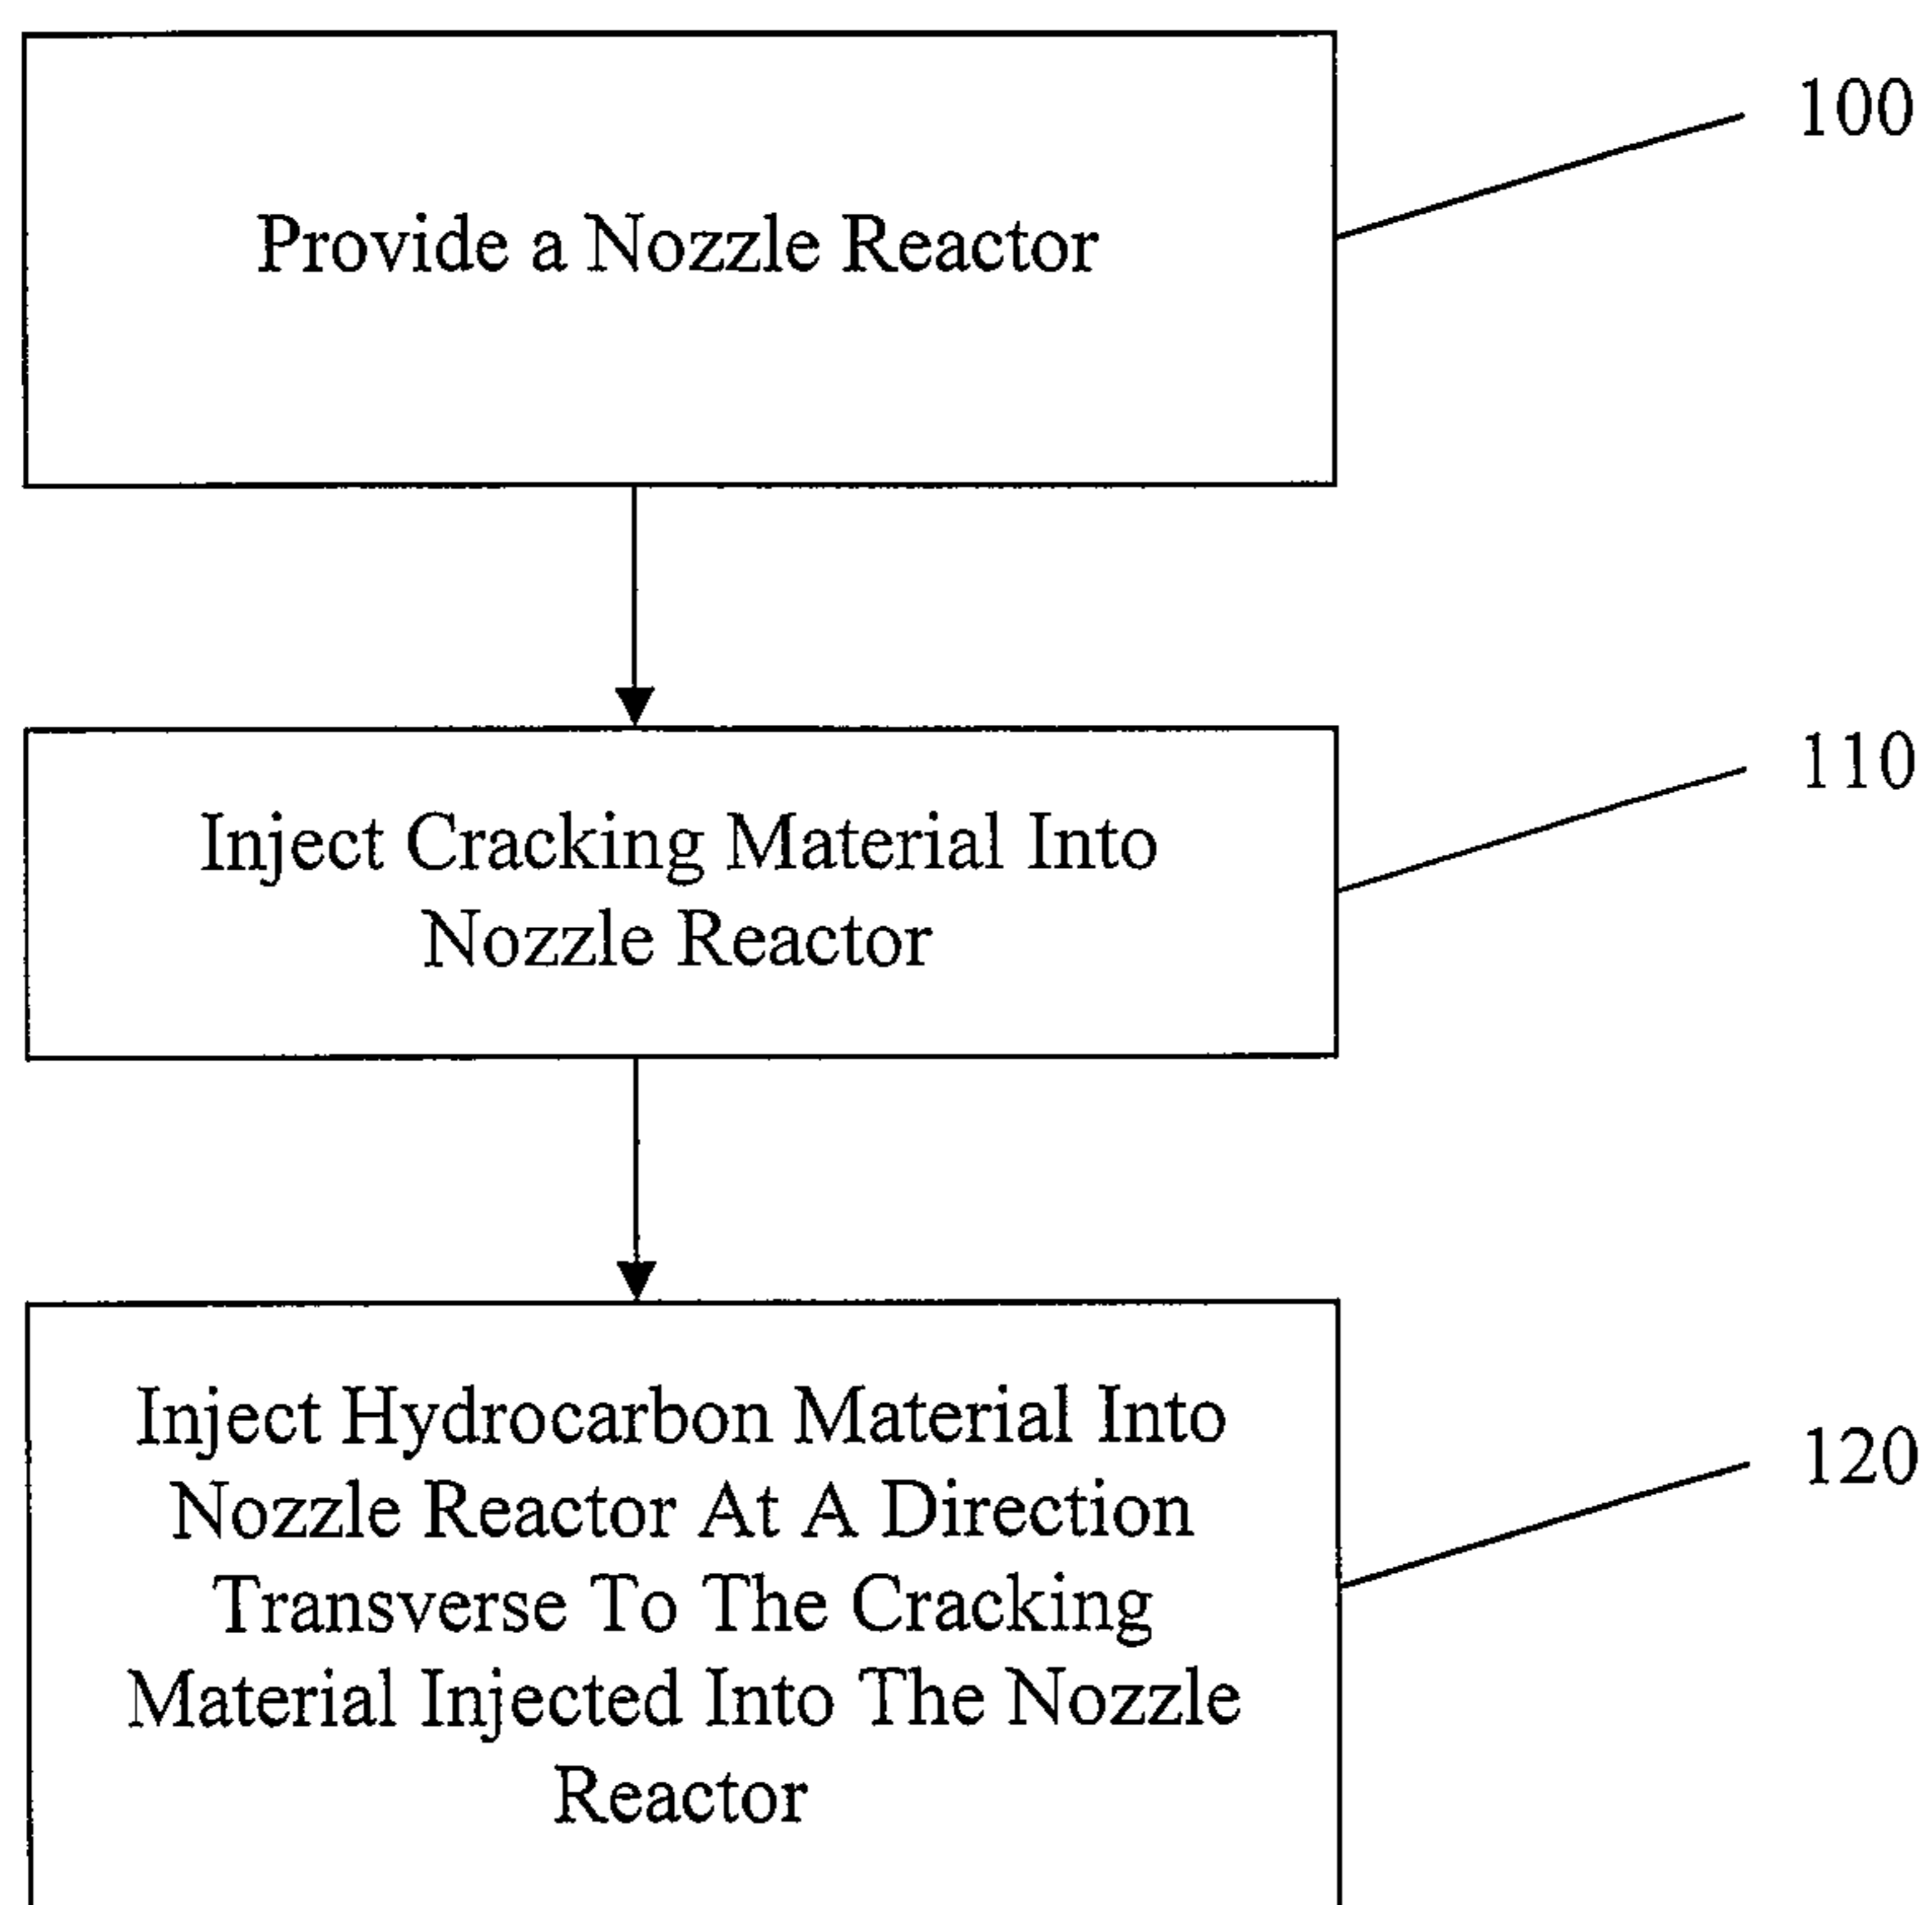 Provide a Nozzle Reactor
100
Inject Cracking Material Into
Nozzle Reactor
110
Inject Hydrocarbon Material Into
Nozzle Reactor At A Direction
Transverse To The Cracking
Material Injected Into The Nozzle
Reactor
120